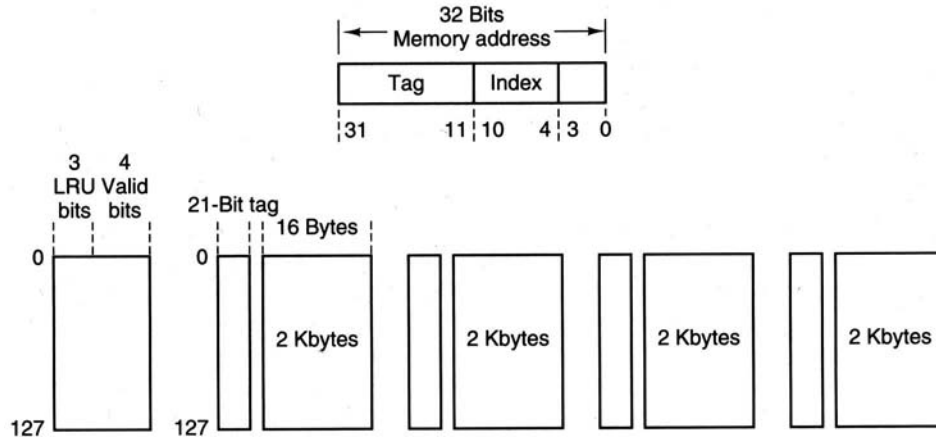 32 Bits
Memory address
Tag Index
31 11 10 4 3 0
3 4
LRU Valid
bits bits
21-Bit tag
16 Bytes
0 0
2 Kbytes 2 Kbytes 2 Kbytes 2 Kbytes
127 127